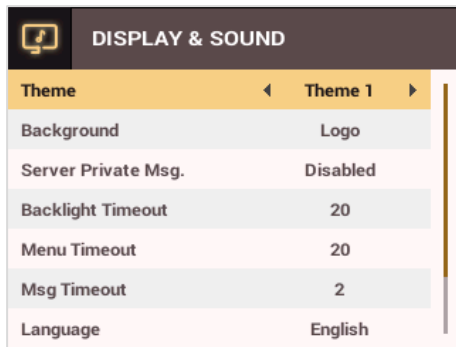 DISPLAY & SOUND
Theme Theme 1
Background Logo
Server Private Msg. Disabled
Backlight Timeout 20
Menu Timeout 20
Msg Timeout 2
Language English